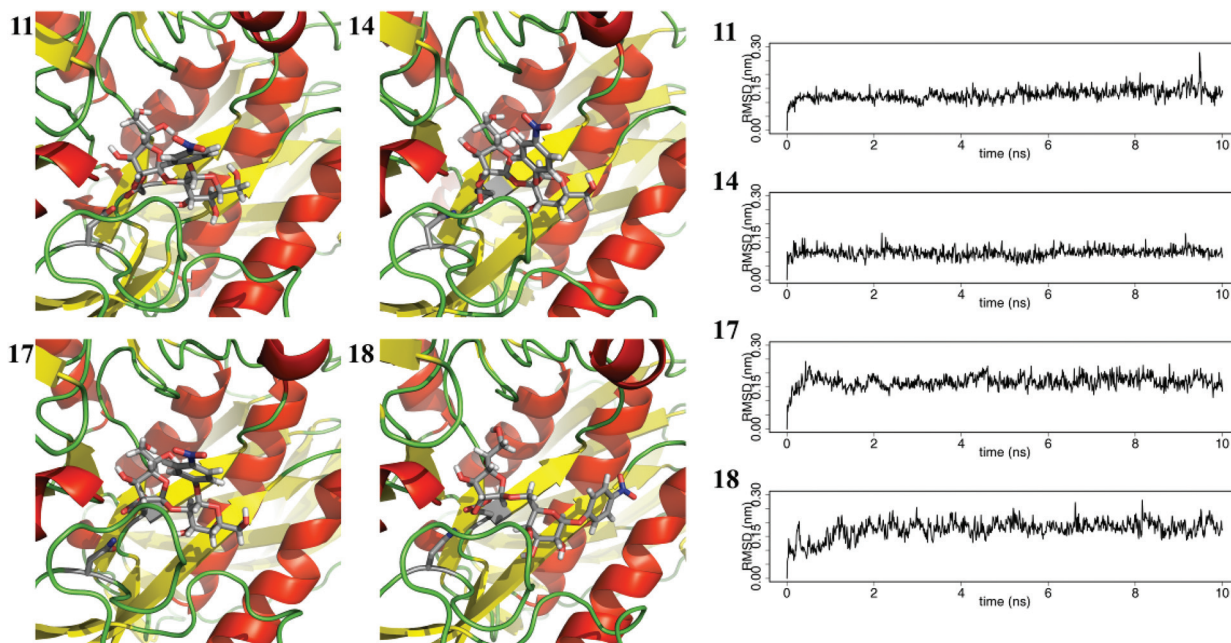 11
14
17
18
11
RMSD (nm)
0.00 0.15 0.30
0 2 4 6 8 10
time (ns)
14
RMSD (nm)
0.00 0.15 0.30
0 2 4 6 8 10
time (ns)
17
RMSD (nm)
0.00 0.15 0.30
0 2 4 6 8 10
time (ns)
18
RMSD (nm)
0.00 0.15 0.30
0 2 4 6 8 10
time (ns)